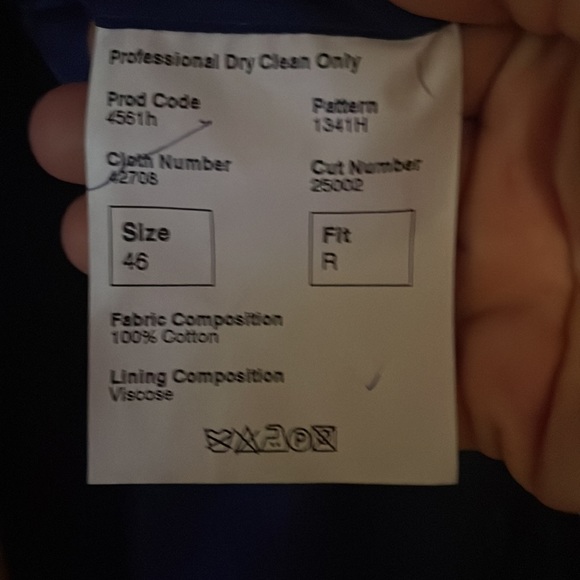 Professional Dry Clean Only
Prod Code
4561h
Pattern
1341H
Cloth Number
42708
Cut Number
25002
Size
46
Fit
R
Fabric Composition
100% Cotton
Lining Composition
Viscose